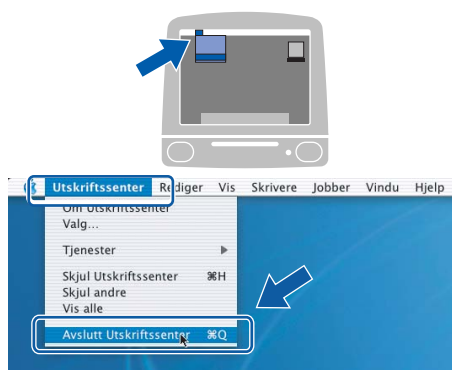 Utskriftssenter Rediger Vis Skrivere Jobber Vindu Hjelp
Om Utskriftssenter
Valg...
Tjenester
Skjul Utskriftssenter ⌘H
Skjul andre
Vis alle
Avslutt Utskriftssenter ⌘Q